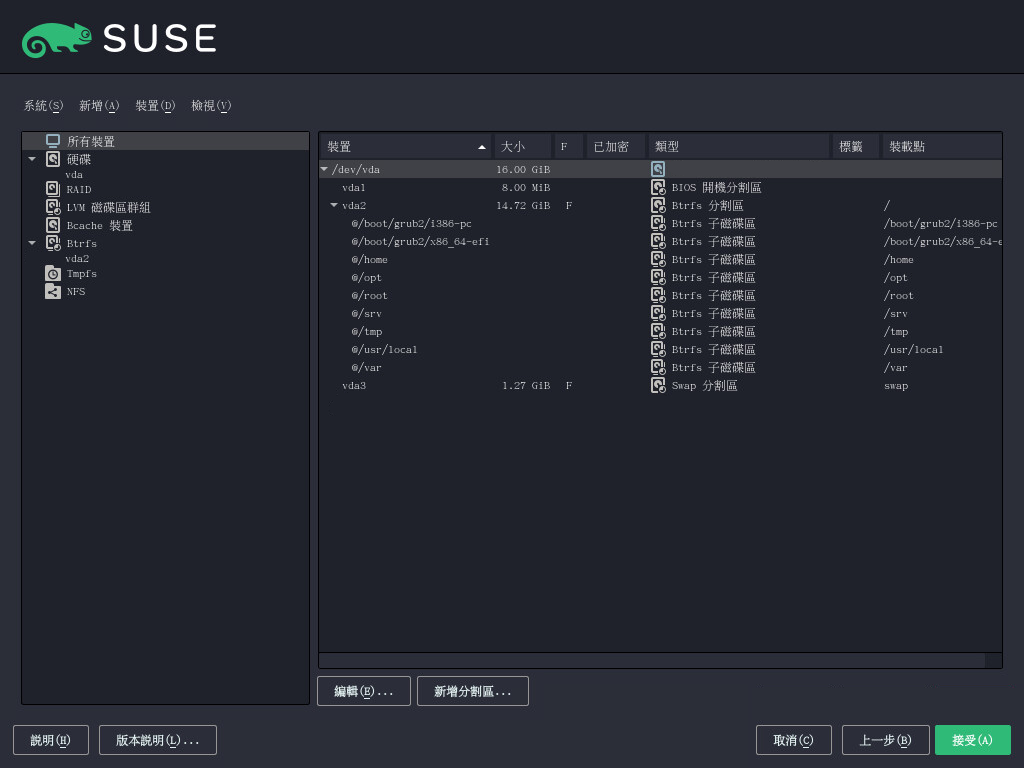 SUSE
系統(S) 新增(A) 裝置(D) 檢視(V)
所有裝置
硬碟
vda
RAID
LVM 磁碟區群組
Bcache 裝置
Btrfs
vda2
Tmpfs
NFS
裝置 大小 F 已加密 類型 標籤 裝載點
/dev/vda 16.00 GiB
vda1 8.00 MiB BIOS 開機分割區
vda2 14.72 GiB F Btrfs 分割區 /
@/boot/grub2/i386-pc Btrfs 子磁碟區 /boot/grub2/i386-pc
@/boot/grub2/x86_64-efi Btrfs 子磁碟區 /boot/grub2/x86_64-e
@/home Btrfs 子磁碟區 /home
@/opt Btrfs 子磁碟區 /opt
@/root Btrfs 子磁碟區 /root
@/srv Btrfs 子磁碟區 /srv
@/tmp Btrfs 子磁碟區 /tmp
@/usr/local Btrfs 子磁碟區 /usr/local
@/var Btrfs 子磁碟區 /var
vda3 1.27 GiB F Swap 分割區 swap
編輯(E)... 新增分割區...
說明(H) 版本說明(L)... 取消(C) 上一步(B) 接受(A)